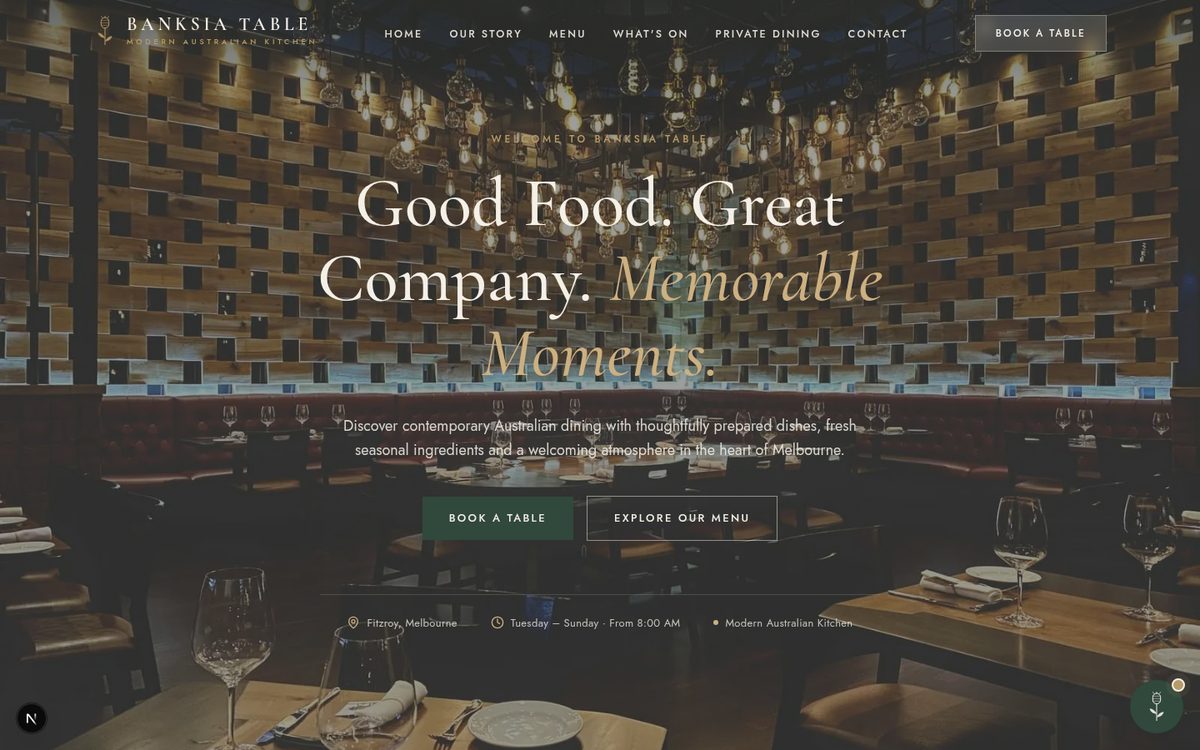 BANKSIA TABLE
MODERN AUSTRALIAN KITCHEN
HOME
OUR STORY
MENU
WHAT'S ON
PRIVATE DINING
CONTACT
BOOK A TABLE
WELCOME TO BANKSIA TABLE
Good Food. Great
Company. Memorable
Moments.
Discover contemporary Australian dining with thoughtfully prepared dishes, fresh
seasonal ingredients and a welcoming atmosphere in the heart of Melbourne.
BOOK A TABLE
EXPLORE OUR MENU
Fitzroy, Melbourne
Tuesday – Sunday · From 8:00 AM
Modern Australian Kitchen
N